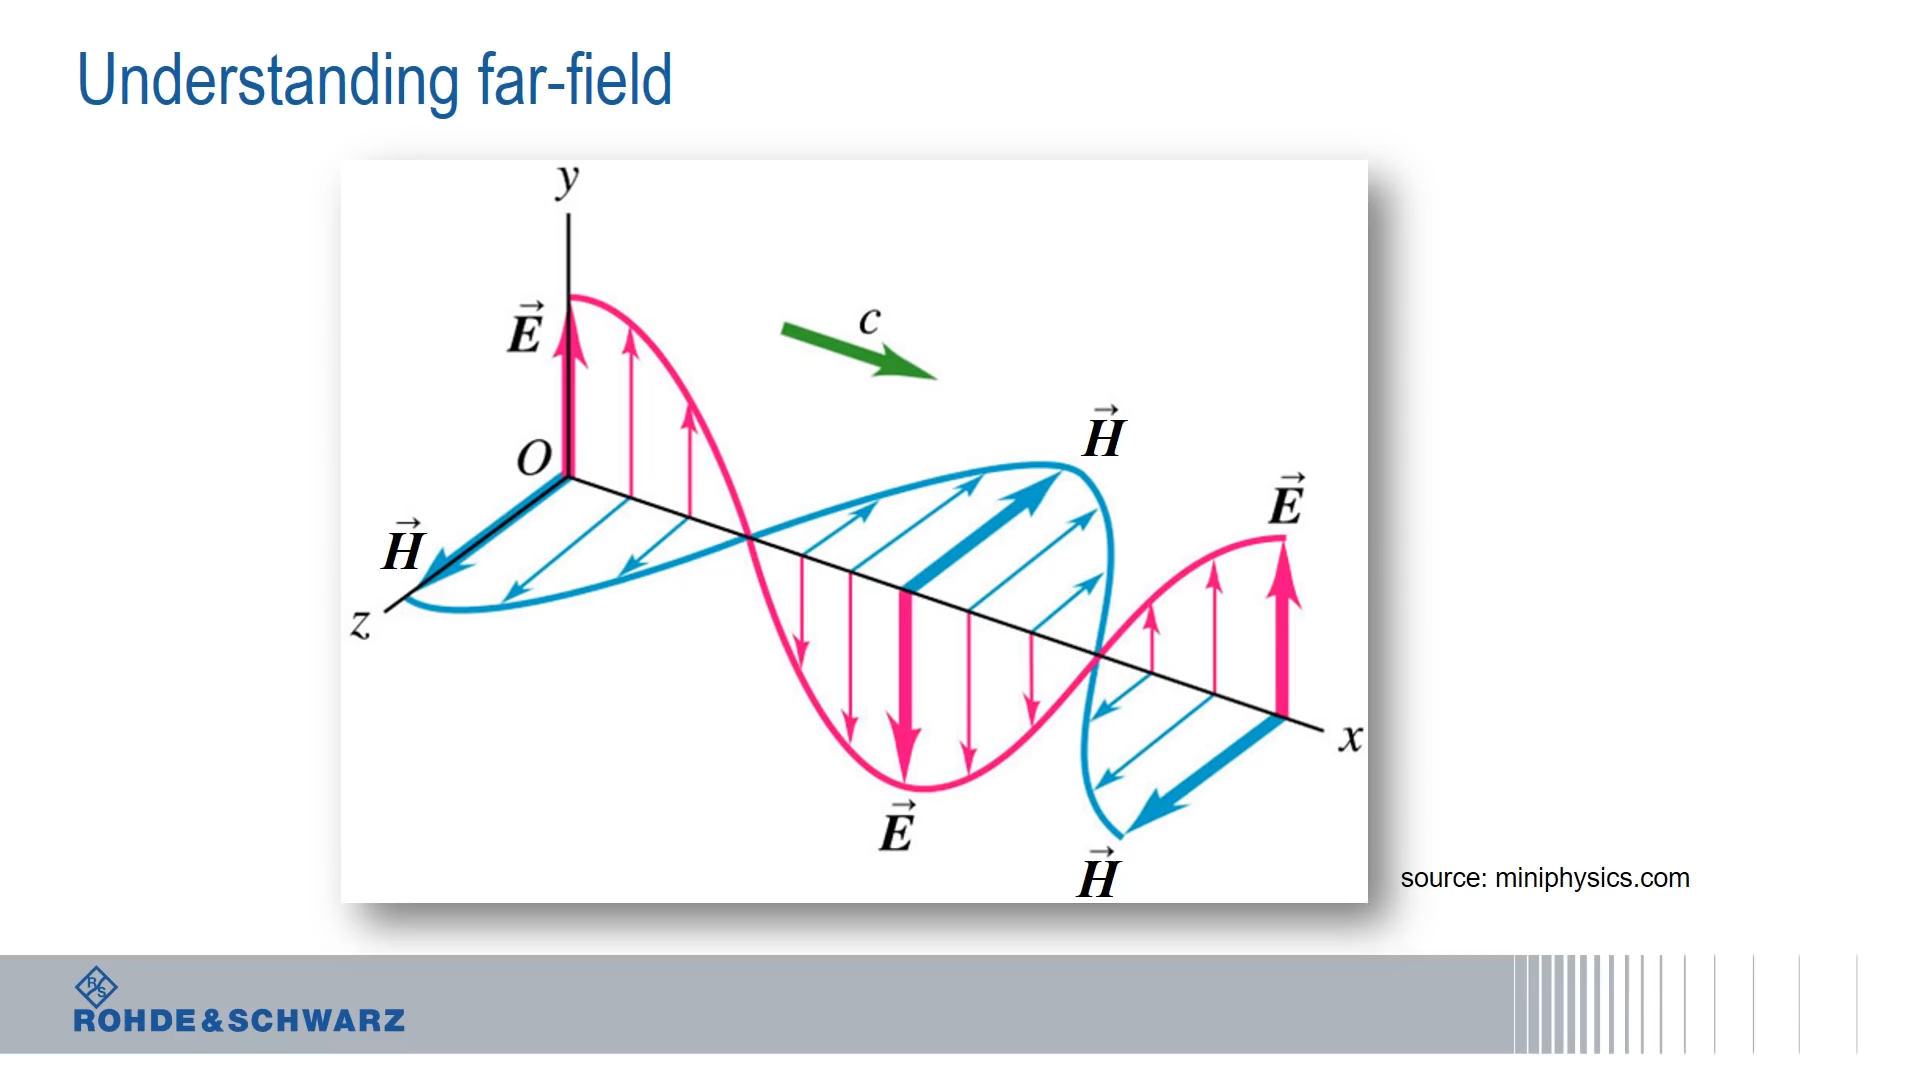 Understanding far-field
y
E
c
H
O
E
H
z
x
E
H
source: miniphysics.com
R S
ROHDE&SCHWARZ